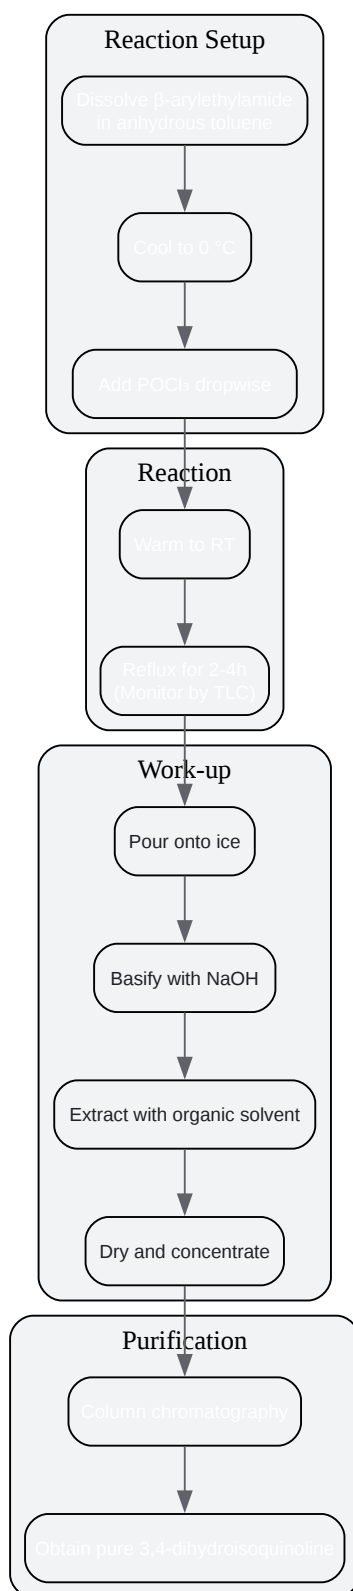 Reaction Setup
Dissolve β-arylethylamide
in anhydrous toluene
Cool to 0 °C
Add POCl₃ dropwise
Reaction
Warm to RT
Reflux for 2-4h
(Monitor by TLC)
Work-up
Pour onto ice
Basify with NaOH
Extract with organic solvent
Dry and concentrate
Purification
Column chromatography
Obtain pure 3,4-dihydroisoquinoline